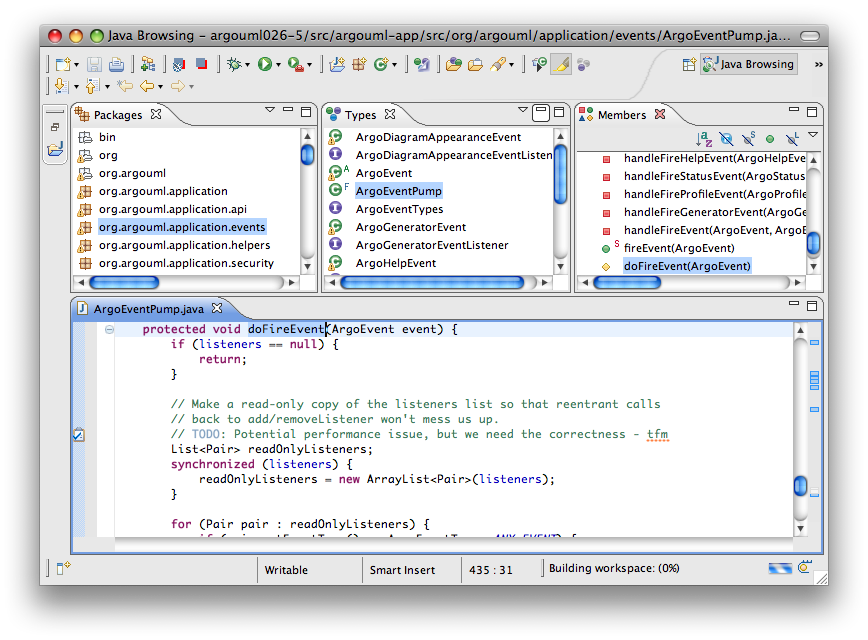 Java Browsing – argouml026-5/src/argouml-app/src/org/argouml/application/events/ArgoEventPump.ja...
Java Browsing
»
Packages
bin
org
org.argouml
org.argouml.application
org.argouml.application.api
org.argouml.application.events
org.argouml.application.helpers
org.argouml.application.security
Types
ArgoDiagramAppearanceEvent
ArgoDiagramAppearanceEventListen
ArgoEvent
ArgoEventPump
ArgoEventTypes
ArgoGeneratorEvent
ArgoGeneratorEventListener
ArgoHelpEvent
Members
handleFireHelpEvent(ArgoHelpEve
handleFireStatusEvent(ArgoStatus
handleFireProfileEvent(ArgoProfile
handleFireGeneratorEvent(ArgoGe
handleFireEvent(ArgoEvent, ArgoE
fireEvent(ArgoEvent)
doFireEvent(ArgoEvent)
ArgoEventPump.java
protected void doFireEvent(ArgoEvent event) {
if (listeners == null) {
return;
}
// Make a read-only copy of the listeners list so that reentrant calls
// back to add/removeListener won't mess us up.
// TODO: Potential performance issue, but we need the correctness - tfm
List<Pair> readOnlyListeners;
synchronized (listeners) {
readOnlyListeners = new ArrayList<Pair>(listeners);
}
for (Pair pair : readOnlyListeners) {
Writable
Smart Insert
435 : 31
Building workspace: (0%)